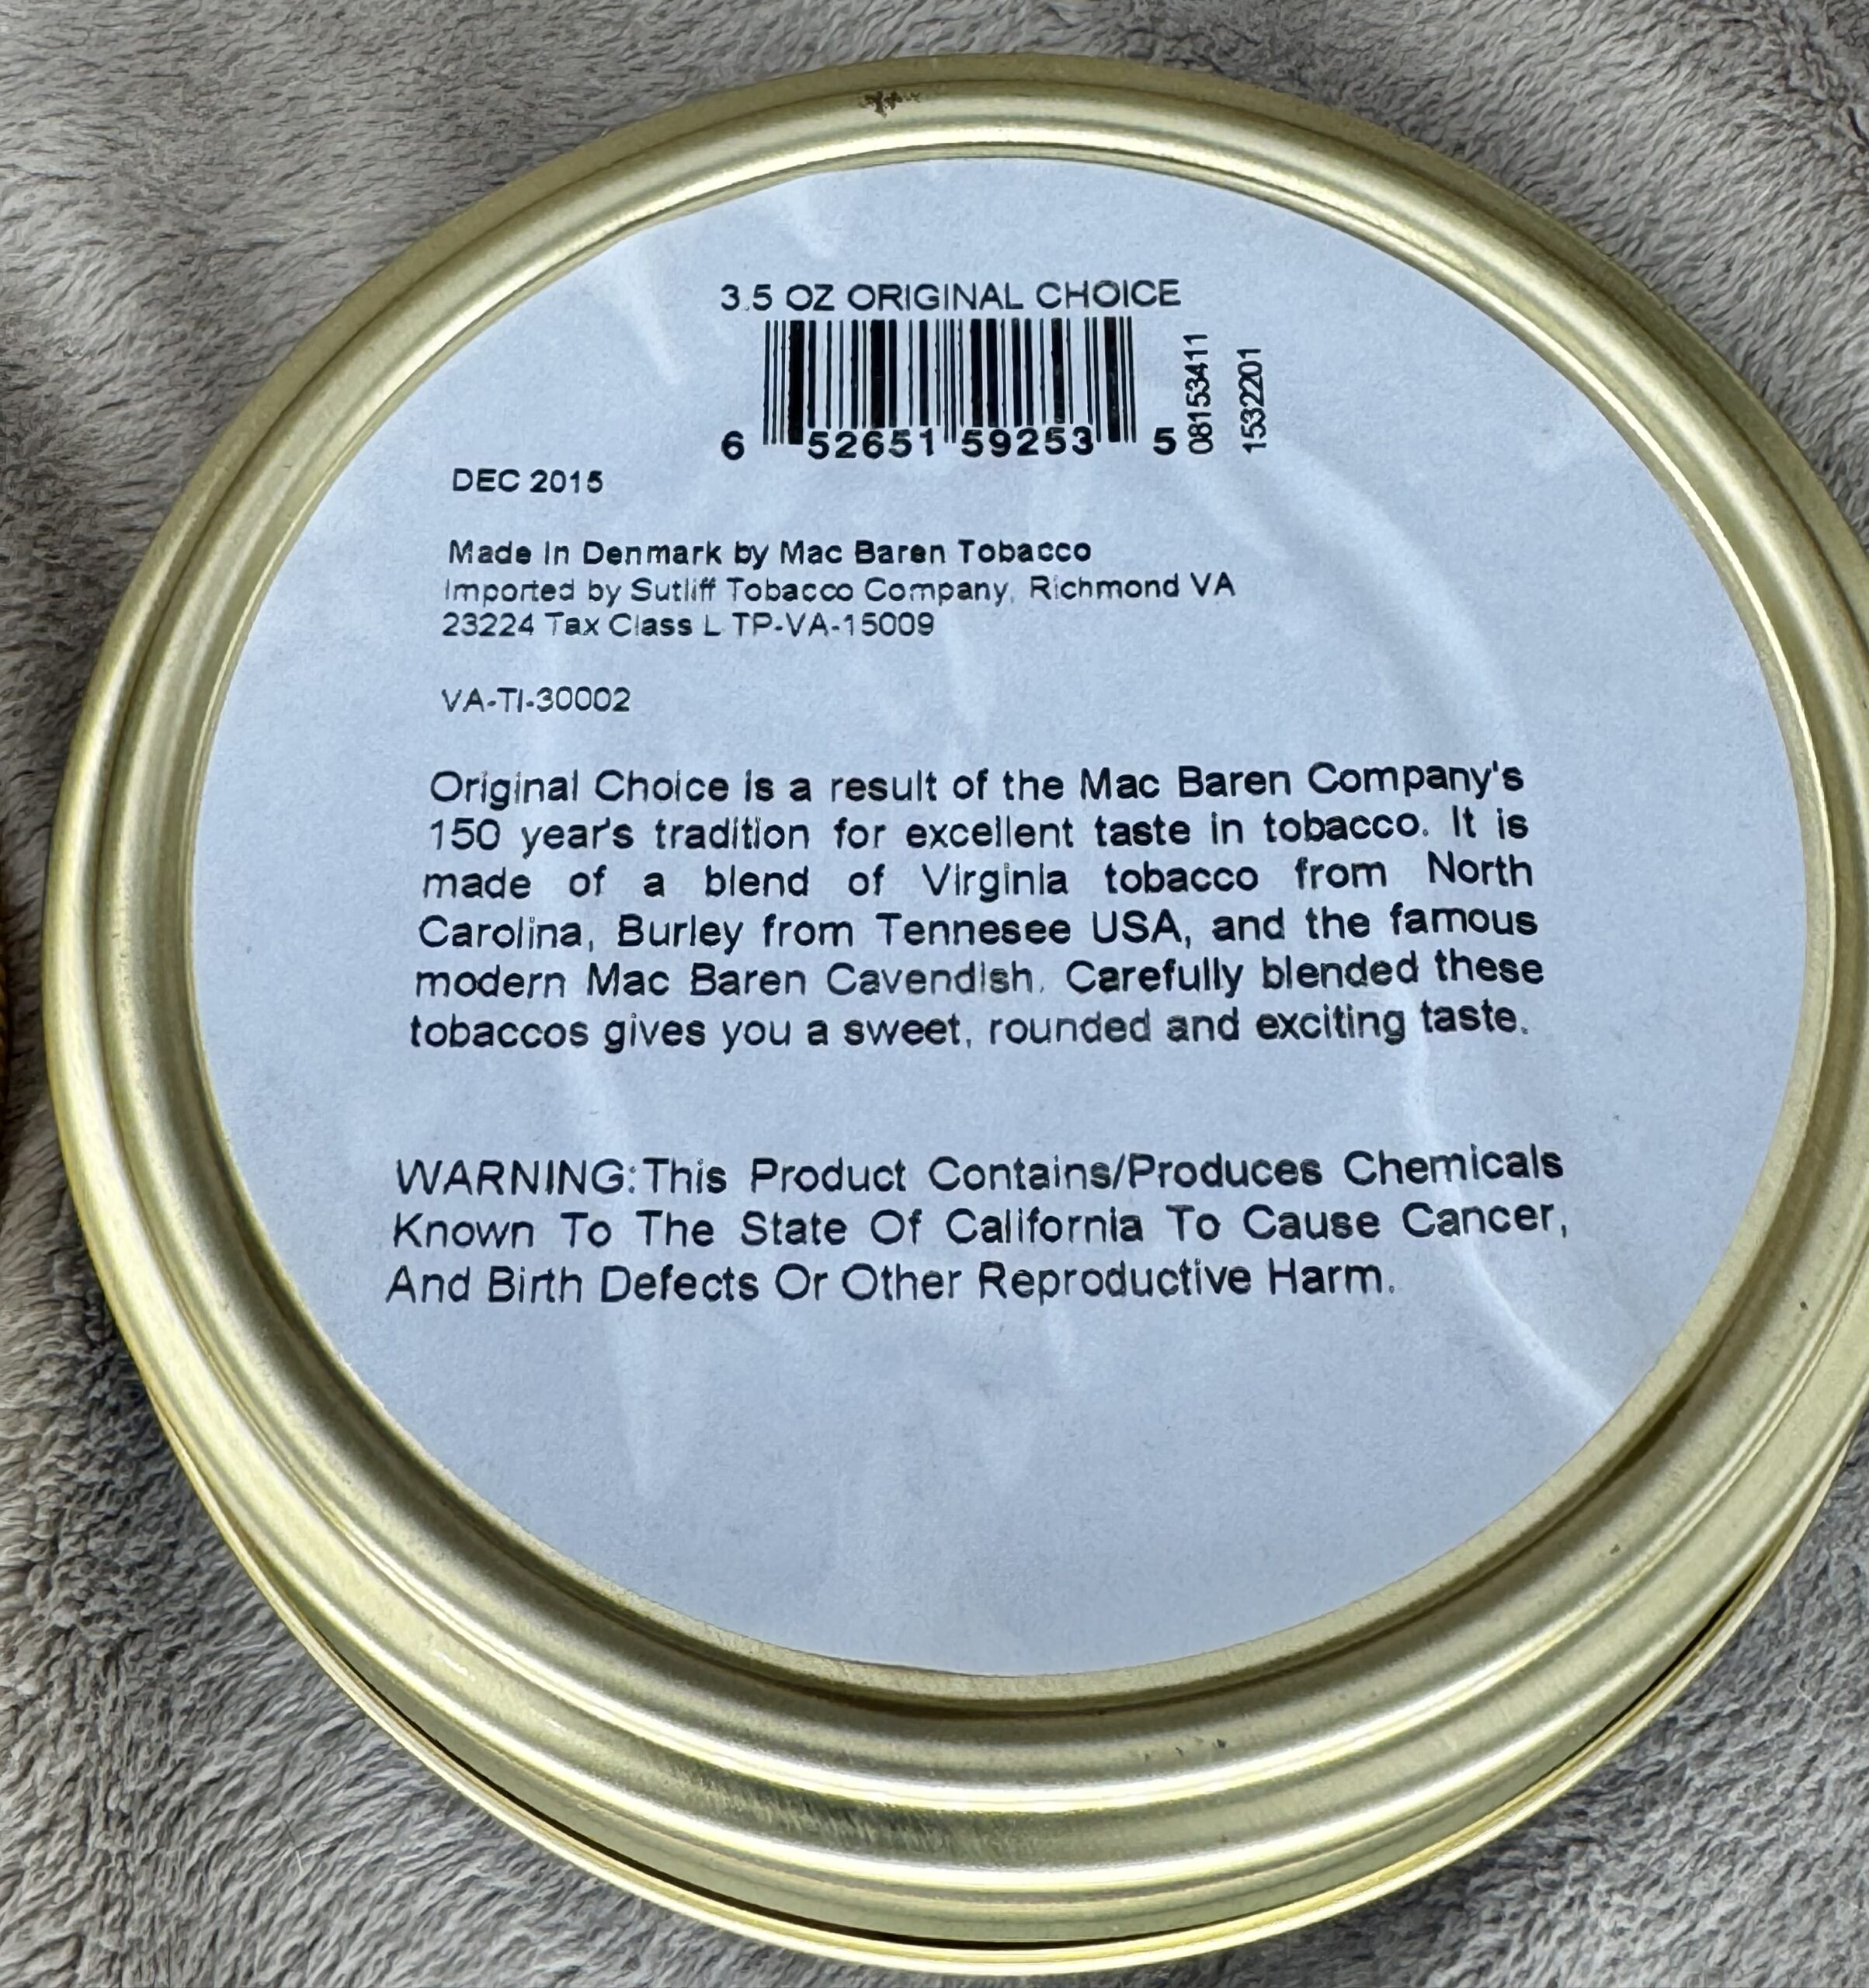 3.5 OZ ORIGINAL CHOICE
6 52651 59253 5
08153411
1532201
DEC 2015
Made In Denmark by Mac Baren Tobacco
Imported by Sutliff Tobacco Company, Richmond VA
23224 Tax Class L TP-VA-15009
VA-TI-30002
Original Choice is a result of the Mac Baren Company's
150 year's tradition for excellent taste in tobacco. It is
made of a blend of Virginia tobacco from North
Carolina, Burley from Tennesee USA, and the famous
modern Mac Baren Cavendish. Carefully blended these
tobaccos gives you a sweet, rounded and exciting taste.
WARNING:This Product Contains/Produces Chemicals
Known To The State Of California To Cause Cancer,
And Birth Defects Or Other Reproductive Harm.